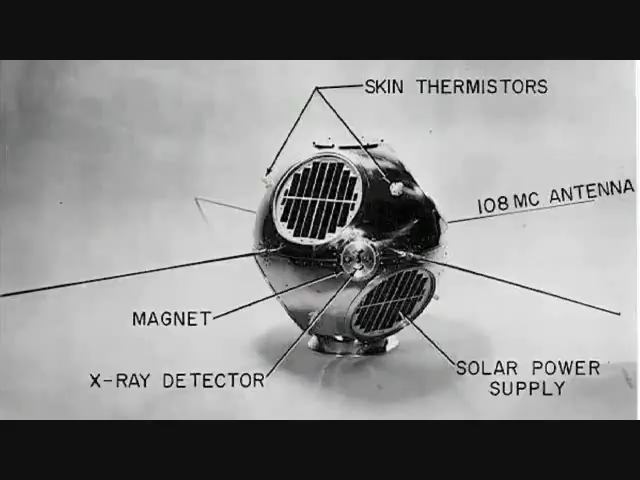 SKIN THERMISTORS
108 MC ANTENNA
MAGNET
X-RAY DETECTOR
SOLAR POWER
SUPPLY